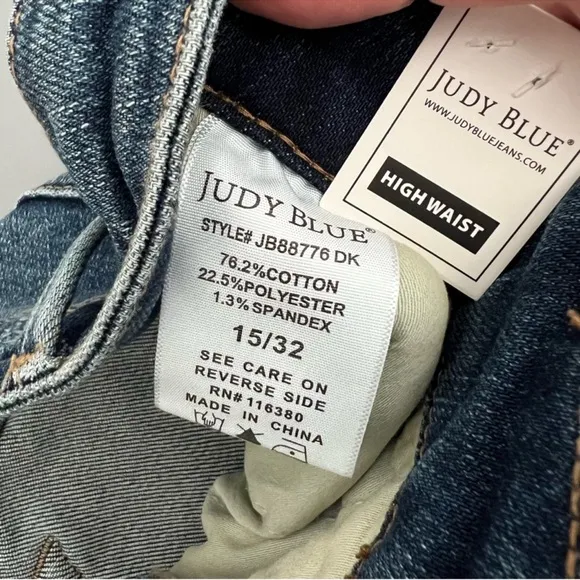 JUDY BLUE
WWW.JUDYBLUEJEANS.COM
HIGH WAIST
JUDY BLUE®
STYLE# JB88776 DK
76.2%COTTON
22.5%POLYESTER
1.3%SPANDEX
15/32
SEE CARE ON
REVERSE SIDE
RN# 116380
MADE IN CHINA